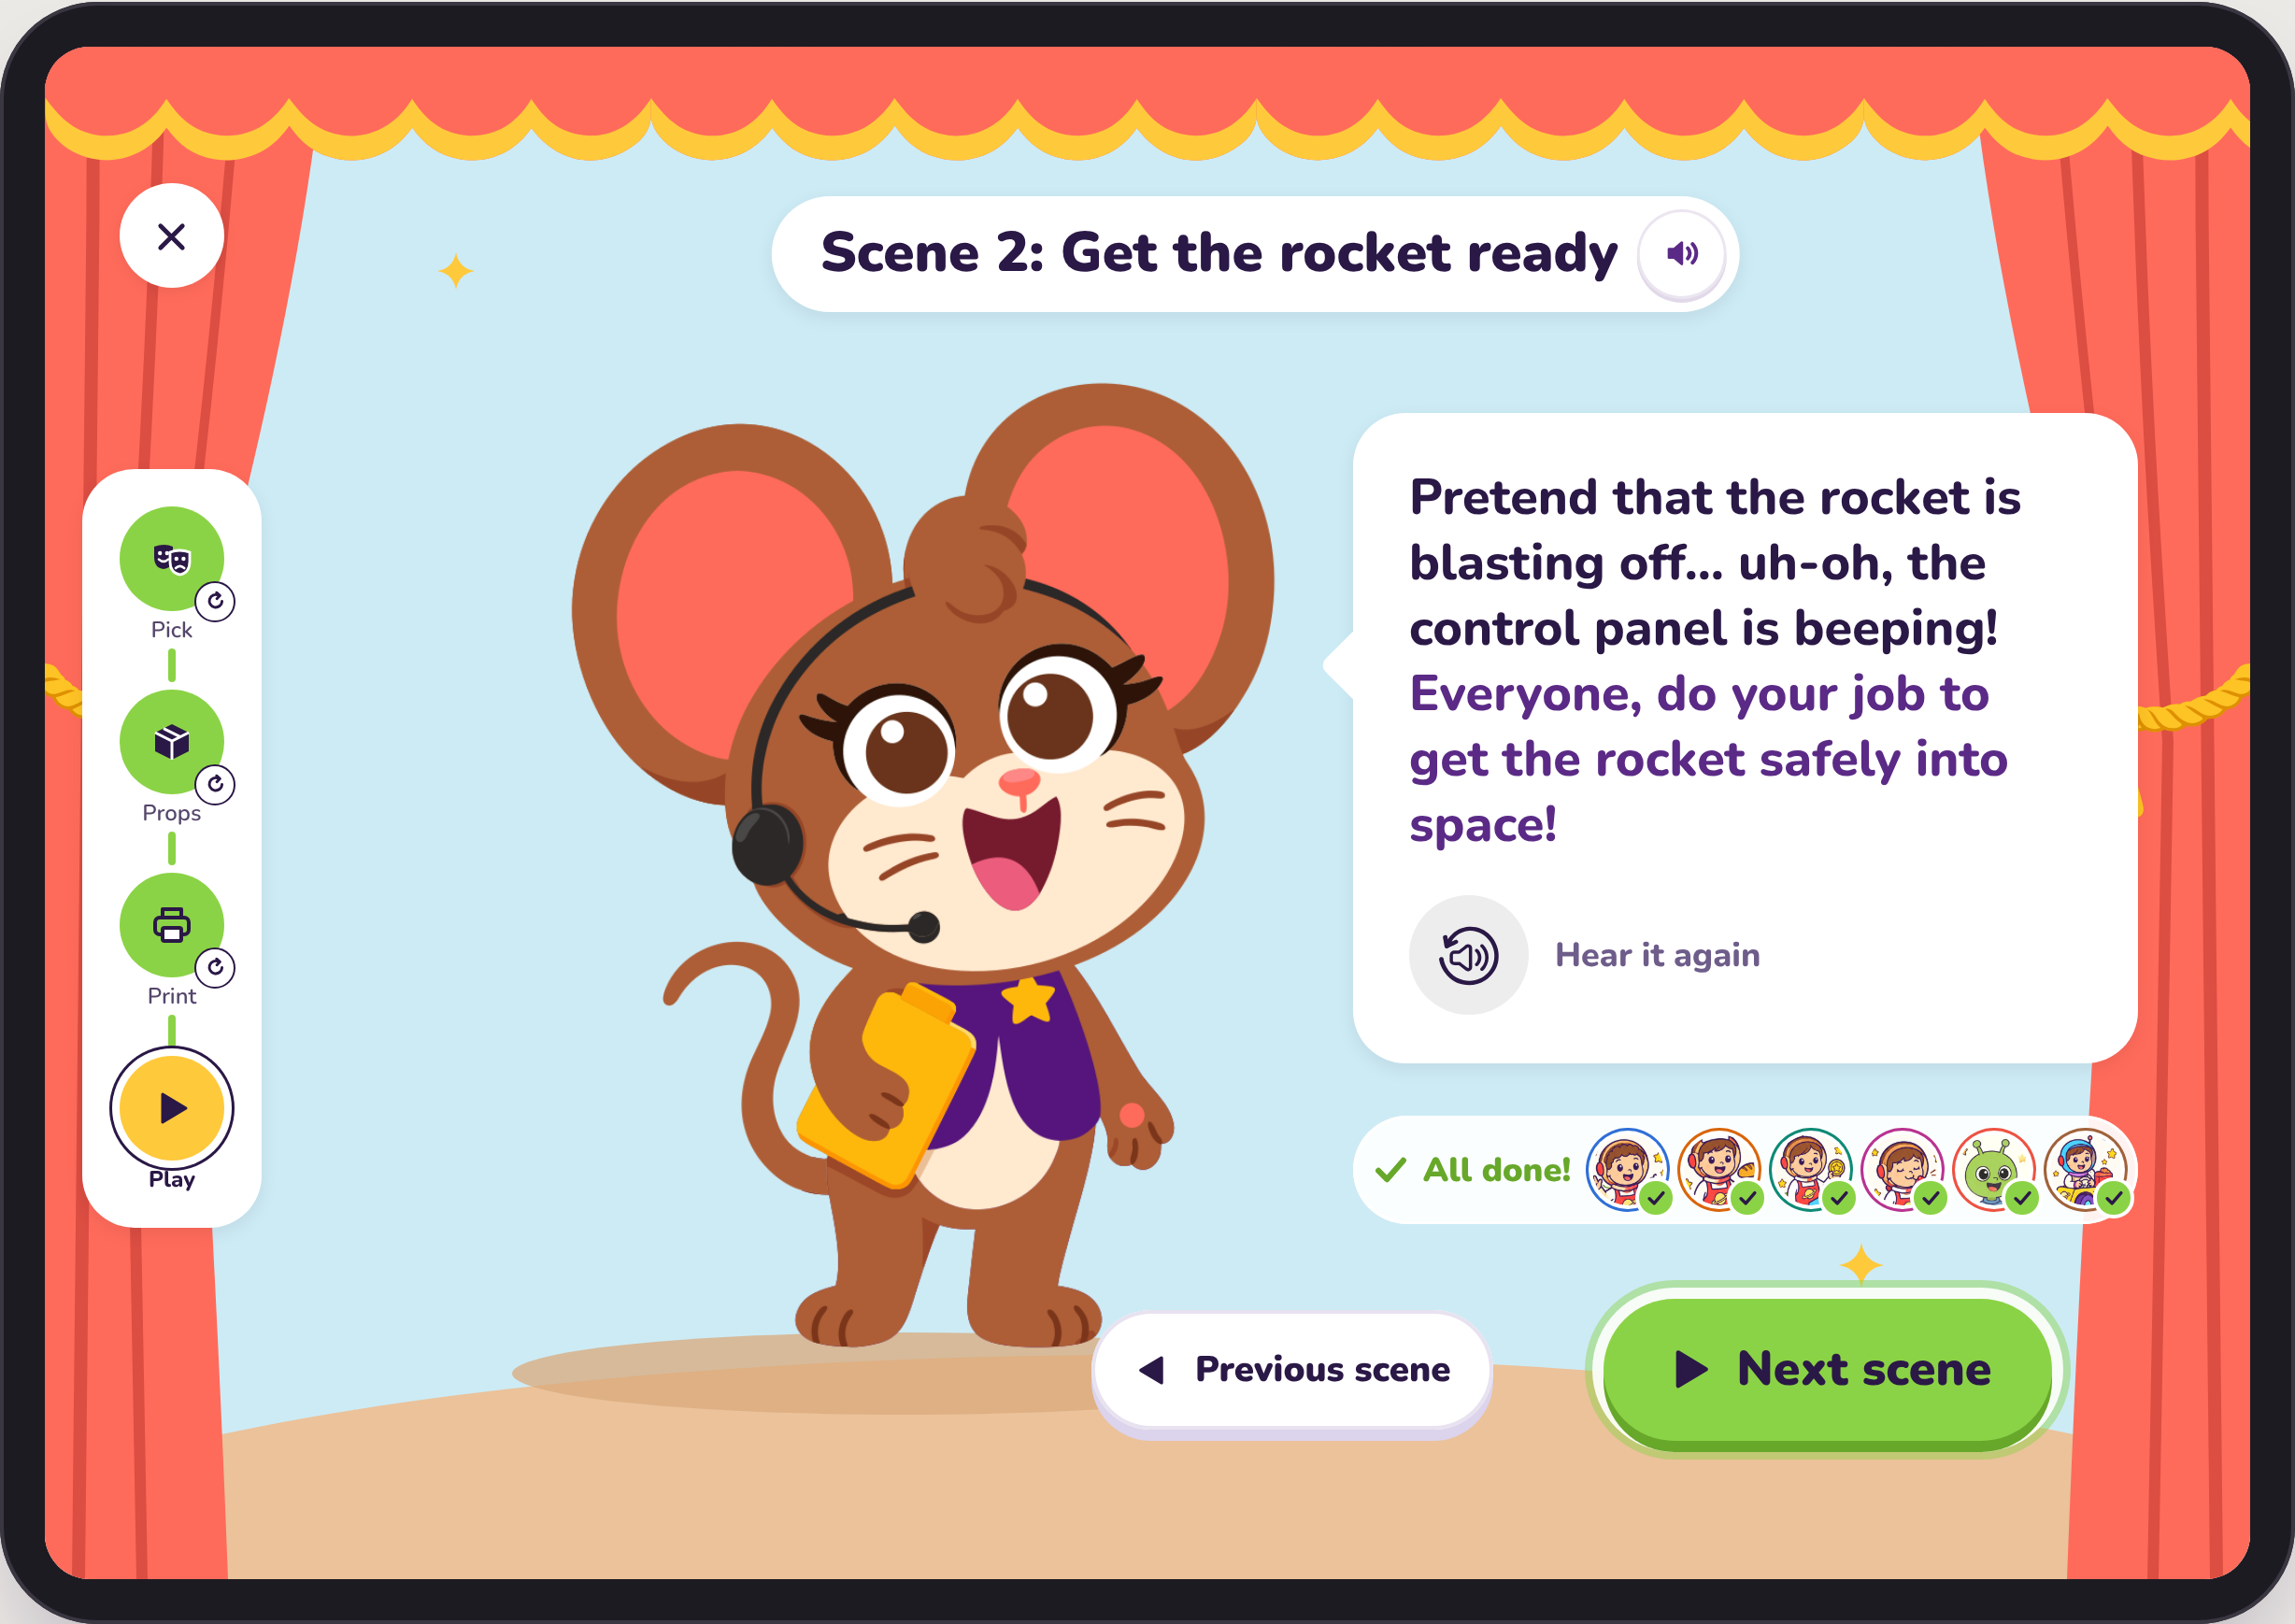 Scene 2: Get the rocket ready
Pretend that the rocket is
blasting off... uh-oh, the
control panel is beeping!
Everyone, do your job to
get the rocket safely into
space!
Hear it again
Pick
Props
Print
Play
All done!
Previous scene
Next scene